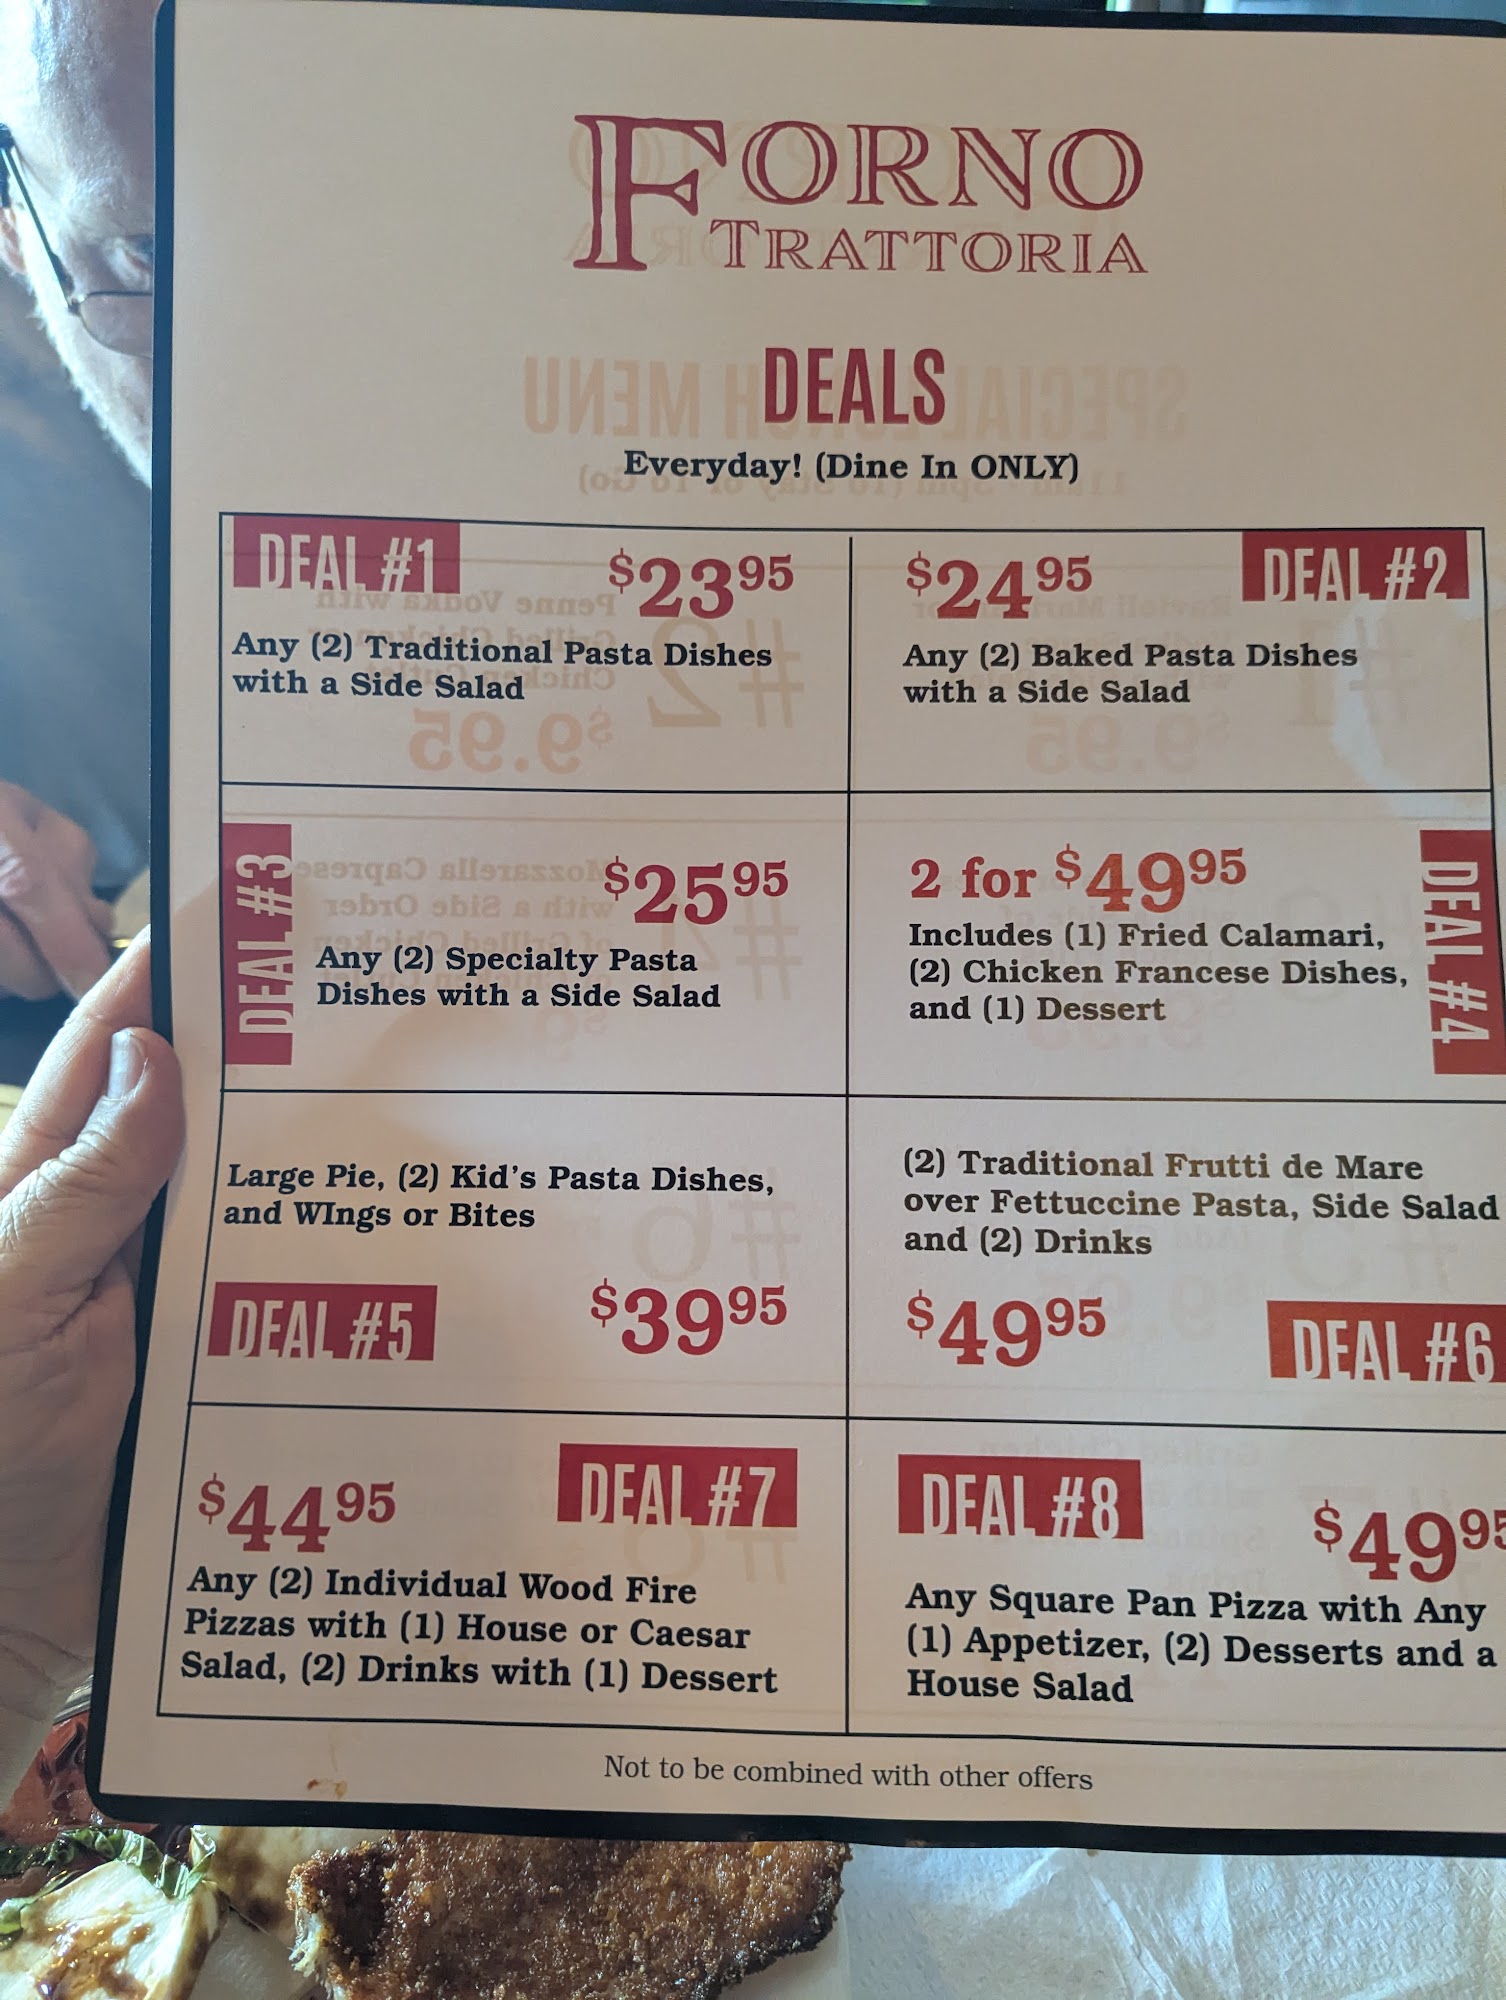 FORNO
TRATTORIA
DEALS
Everyday! (Dine In ONLY)
DEAL #1
$23.95
Any (2) Traditional Pasta Dishes
with a Side Salad
$24.95
DEAL #2
Any (2) Baked Pasta Dishes
with a Side Salad
DEAL #3
$25.95
Any (2) Specialty Pasta
Dishes with a Side Salad
2 for $49.95
Includes (1) Fried Calamari,
(2) Chicken Francese Dishes,
and (1) Dessert
DEAL #4
Large Pie, (2) Kid's Pasta Dishes,
and WIngs or Bites
DEAL #5
$39.95
(2) Traditional Frutti de Mare
over Fettuccine Pasta, Side Salad
and (2) Drinks
$49.95
DEAL #6
$44.95
DEAL #7
Any (2) Individual Wood Fire
Pizzas with (1) House or Caesar
Salad, (2) Drinks with (1) Dessert
DEAL #8
$49.95
Any Square Pan Pizza with Any
(1) Appetizer, (2) Desserts and a
House Salad
Not to be combined with other offers